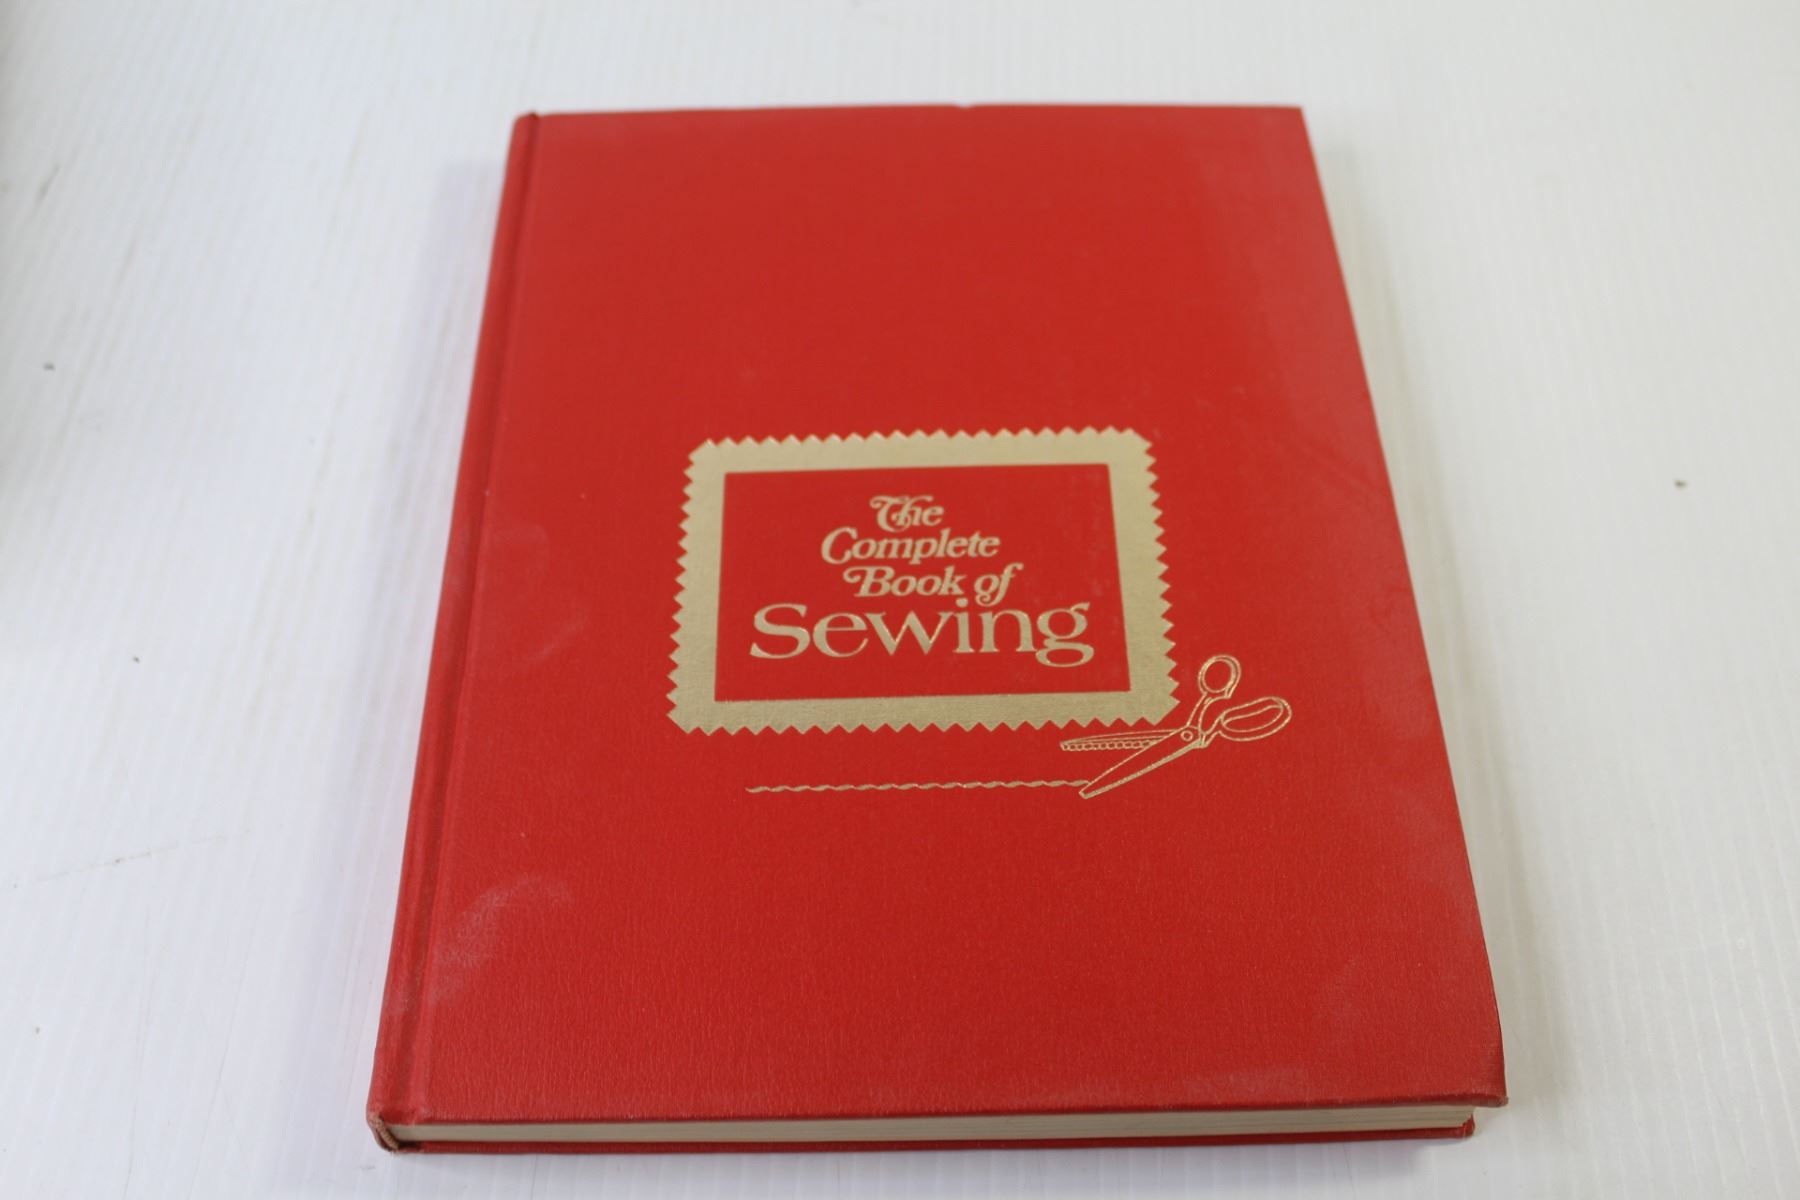 The
Complete
Book of
Sewing